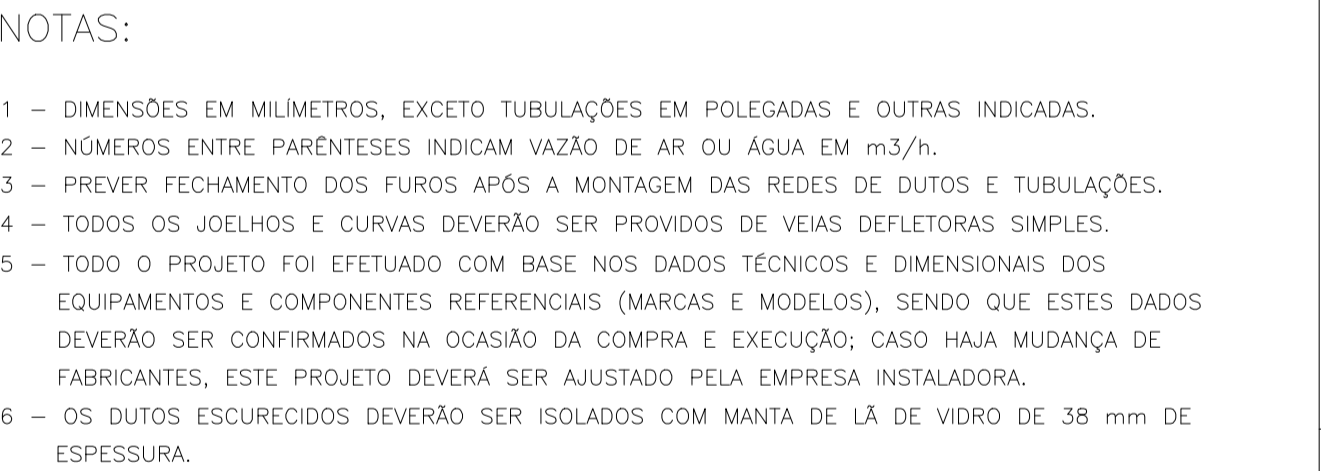 NOTAS:
1 – DIMENSÕES EM MILÍMETROS, EXCETO TUBULAÇÕES EM POLEGADAS E OUTRAS INDICADAS.
2 – NÚMEROS ENTRE PARÊNTESES INDICAM VAZÃO DE AR OU ÁGUA EM m3/h.
3 – PREVER FECHAMENTO DOS FUROS APÓS A MONTAGEM DAS REDES DE DUTOS E TUBULAÇÕES.
4 – TODOS OS JOELHOS E CURVAS DEVERÃO SER PROVIDOS DE VEIAS DEFLETORAS SIMPLES.
5 – TODO O PROJETO FOI EFETUADO COM BASE NOS DADOS TÉCNICOS E DIMENSIONAIS DOS
EQUIPAMENTOS E COMPONENTES REFERENCIAIS (MARCAS E MODELOS), SENDO QUE ESTES DADOS
DEVERÃO SER CONFIRMADOS NA OCASIÃO DA COMPRA E EXECUÇÃO; CASO HAJA MUDANÇA DE
FABRICANTES, ESTE PROJETO DEVERÁ SER AJUSTADO PELA EMPRESA INSTALADORA.
6 – OS DUTOS ESCURECIDOS DEVERÃO SER ISOLADOS COM MANTA DE LÃ DE VIDRO DE 38 mm DE
ESPESSURA.